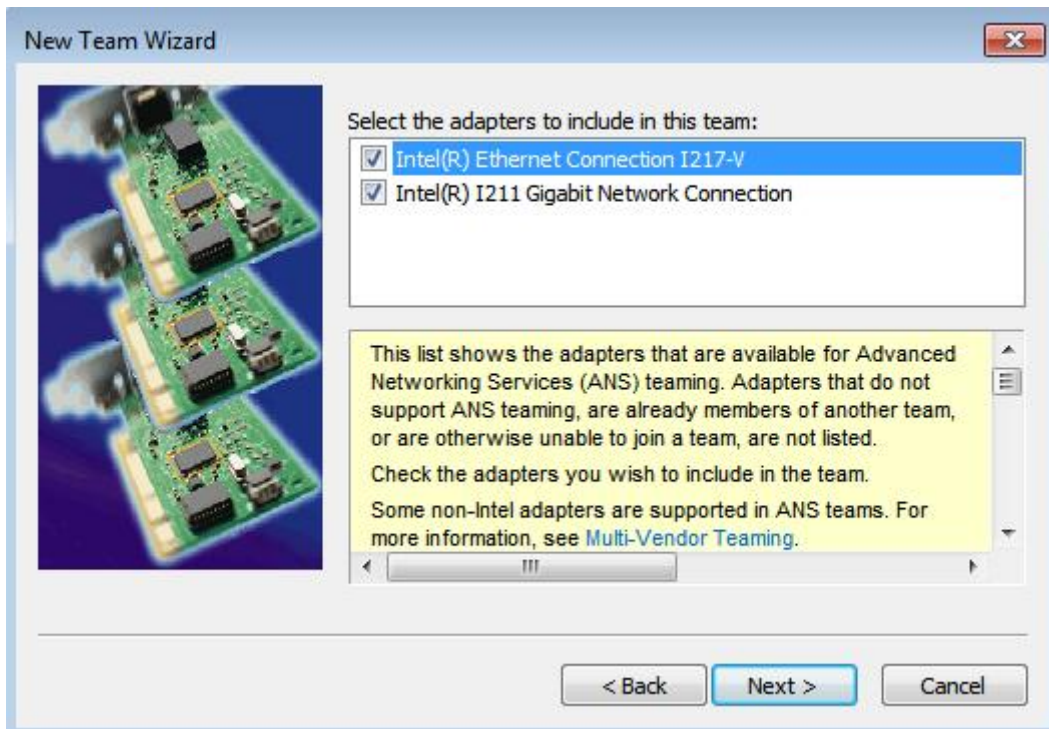 New Team Wizard
Select the adapters to include in this team:
Intel(R) Ethernet Connection I217-V
Intel(R) I211 Gigabit Network Connection
This list shows the adapters that are available for Advanced
Networking Services (ANS) teaming. Adapters that do not
support ANS teaming, are already members of another team,
or are otherwise unable to join a team, are not listed.
Check the adapters you wish to include in the team.
Some non-Intel adapters are supported in ANS teams. For
more information, see Multi-Vendor Teaming.
< Back
Next >
Cancel